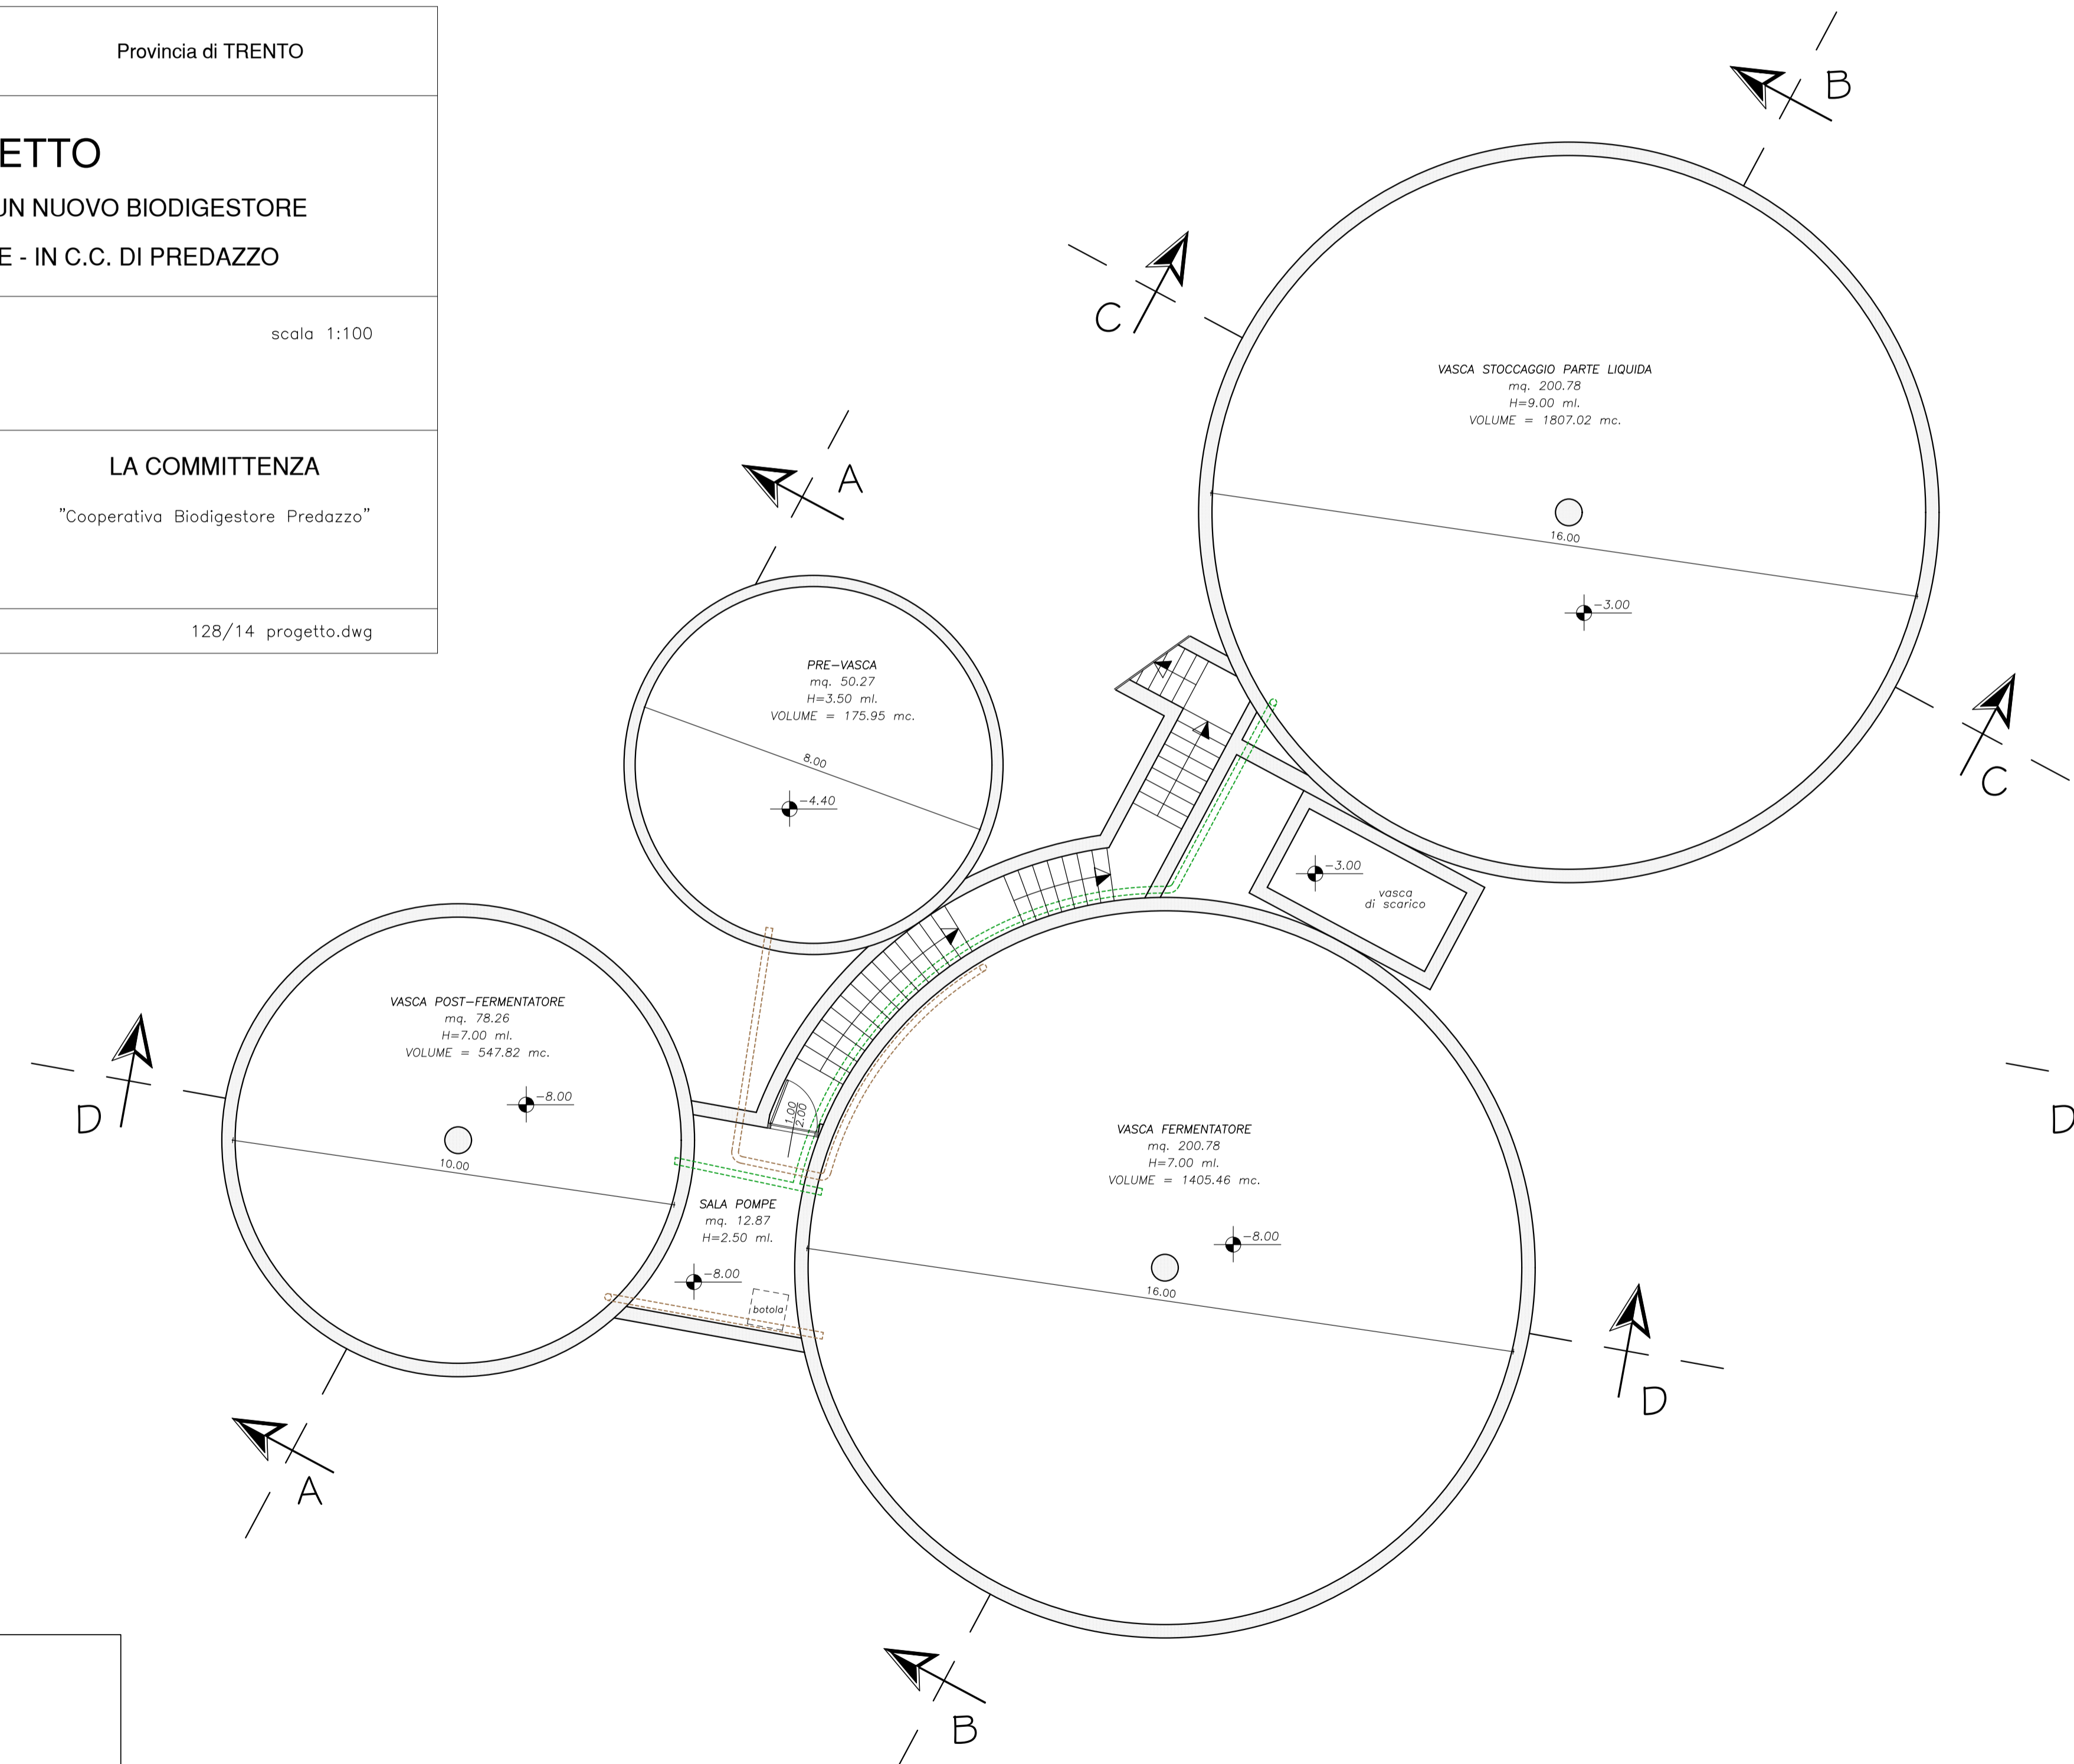 Provincia di TRENTO
ETTO
UN NUOVO BIODIGESTORE
E - IN C.C. DI PREDAZZO
scala 1:100
LA COMMITTENZA
"Cooperativa Biodigestore Predazzo"
128/14 progetto.dwg
B
C
A
VASCA STOCCAGGIO PARTE LIQUIDA
mq. 200.78
H=9.00 ml.
VOLUME = 1807.02 mc.
16.00
-3.00
PRE-VASCA
mq. 50.27
H=3.50 ml.
VOLUME = 175.95 mc.
8.00
-4.40
C
-3.00
vasca
di scarico
VASCA POST-FERMENTATORE
mq. 78.26
H=7.00 ml.
VOLUME = 547.82 mc.
-8.00
10.00
D
D
1.00
2.00
VASCA FERMENTATORE
mq. 200.78
H=7.00 ml.
VOLUME = 1405.46 mc.
-8.00
16.00
SALA POMPE
mq. 12.87
H=2.50 ml.
-8.00
botola
D
A
B